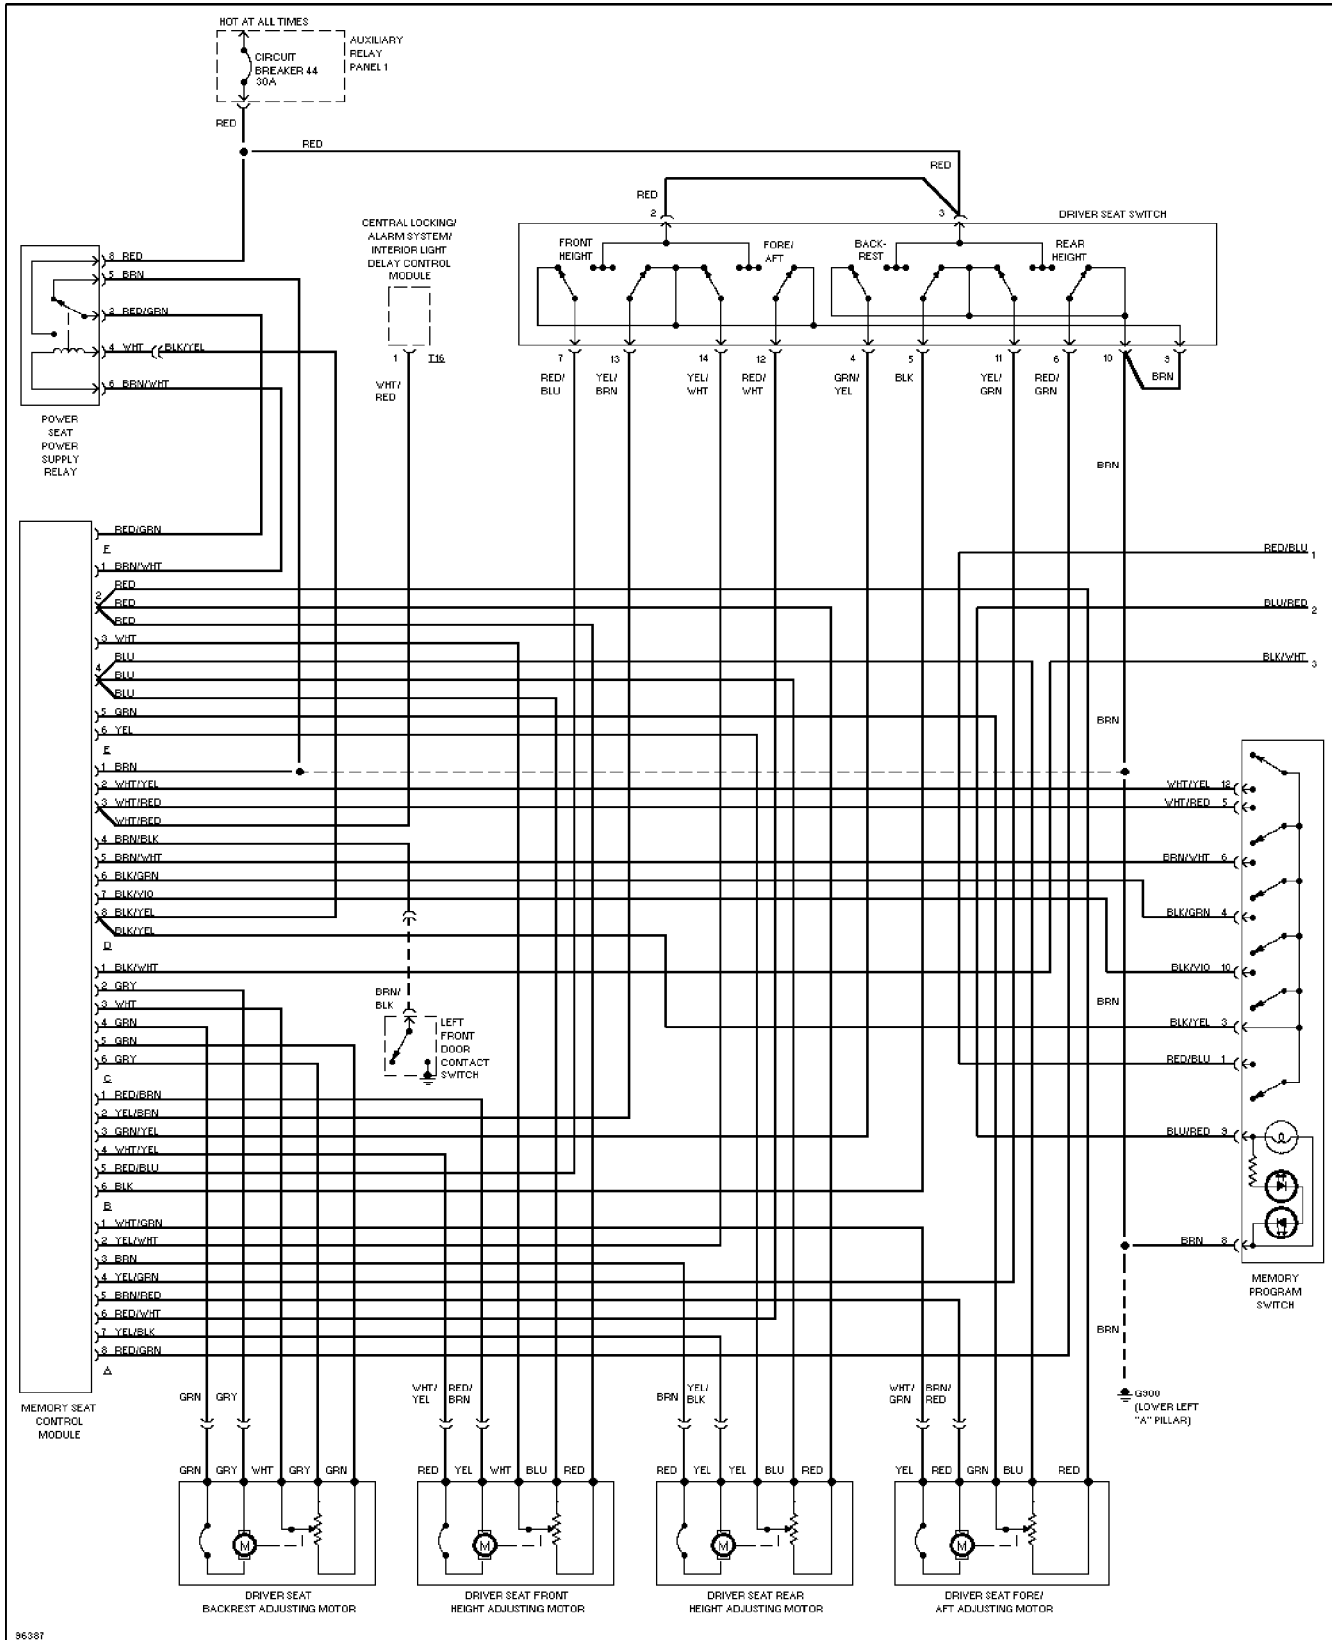 HOT AT ALL TIMES
CIRCUIT
BREAKER 44
30A
AUXILIARY
RELAY
PANEL 1
RED
RED
RED
RED
2
3
DRIVER SEAT SWITCH
FRONT
HEIGHT
FORE/
AFT
BACK-
REST
REAR
HEIGHT
CENTRAL LOCKING/
ALARM SYSTEM/
INTERIOR LIGHT
DELAY CONTROL
MODULE
1 T16
WHT/
RED
8 RED
5 BRN
2 RED/GRN
4 WHT
BLK/YEL
6 BRN/WHT
POWER
SEAT
POWER
SUPPLY
RELAY
7
13
14
12
4
5
11
6
10
9
RED/
BLU
YEL/
BRN
YEL/
WHT
RED/
WHT
GRN/
YEL
BLK
YEL/
GRN
RED/
GRN
BRN
BRN
BRN
BRN
BRN
RED/BLU 1
BLU/RED 2
BLK/WHT 3
RED/GRN
F
1 BRN/WHT
RED
2
RED
RED
3 WHT
BLU
4
BLU
BLU
5 GRN
6 YEL
E
1 BRN
2 WHT/YEL
3 WHT/RED
WHT/RED
4 BRN/BLK
5 BRN/WHT
6 BLK/GRN
7 BLK/VIO
8 BLK/YEL
BLK/YEL
D
1 BLK/WHT
2 GRY
3 WHT
4 GRN
5 GRN
6 GRY
C
1 RED/BRN
2 YEL/BRN
3 GRN/YEL
4 WHT/YEL
5 RED/BLU
6 BLK
B
1 WHT/GRN
2 YEL/WHT
3 BRN
4 YEL/GRN
5 BRN/RED
6 RED/WHT
7 YEL/BLK
8 RED/GRN
A
MEMORY SEAT
CONTROL
MODULE
BRN/
BLK
LEFT
FRONT
DOOR
CONTACT
SWITCH
WHT/YEL 12
WHT/RED 5
BRN/WHT 6
BLK/GRN 4
BLK/VIO 10
BLK/YEL 3
RED/BLU 1
BLU/RED 9
BRN 8
MEMORY
PROGRAM
SWITCH
BRN
G900
(LOWER LEFT
"A" PILLAR)
GRN GRY
WHT/
YEL
RED/
BRN
BRN
YEL/
BLK
WHT/
GRN
BRN/
RED
GRN GRY WHT GRY GRN
RED YEL WHT BLU RED
RED YEL YEL BLU RED
YEL RED GRN BLU RED
M
M
M
M
DRIVER SEAT
BACKREST ADJUSTING MOTOR
DRIVER SEAT FRONT
HEIGHT ADJUSTING MOTOR
DRIVER SEAT REAR
HEIGHT ADJUSTING MOTOR
DRIVER SEAT FORE/
AFT ADJUSTING MOTOR
96387